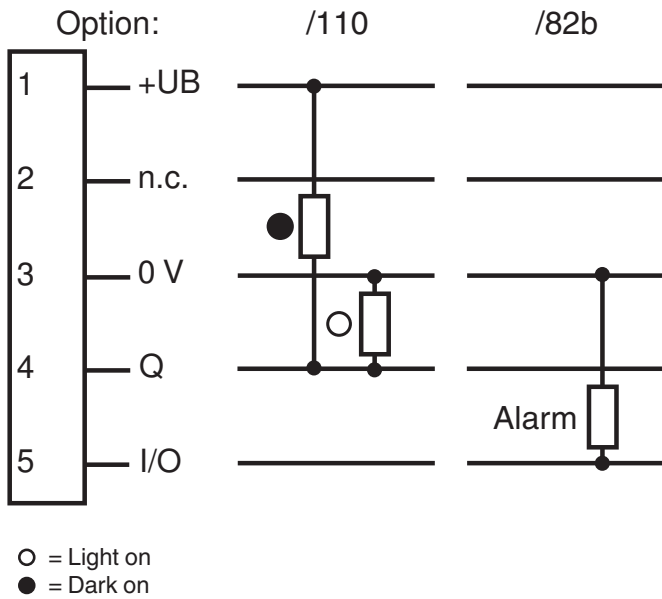 Option: /110 /82b
1 +UB
2 n.c.
3 0 V
4 Q
Alarm
5 I/O
= Light on
= Dark on